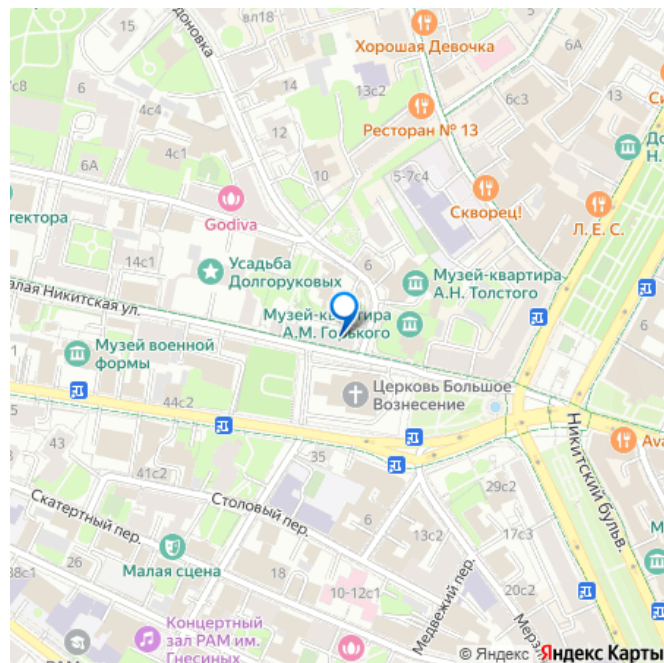 15
вл18
Хорошая Девочка
6А
14
13с2
6с3
4с4
6
12
Ресторан № 13
4с1
10
5-7с4
6А
Godiva
Скворец!
Л. Е. С.
14с1
Усадьба
Долгоруковых
6
Музей-квартира
А.Н. Толстого
Малая Никитская ул.
Музей-квартира
А.М. Горького
Музей военной
формы
Церковь Большое
Вознесение
44с2
43
35
41с2
29с2
Никитский бульв.
Скатертный пер.
Столовый пер.
6
13с2
17с3
26
Малая сцена
18
10-12с1
20с2
Медвежий пер.
Концертный
зал РАМ им.
Гнесиных
© Яндекс Яндекс Карты